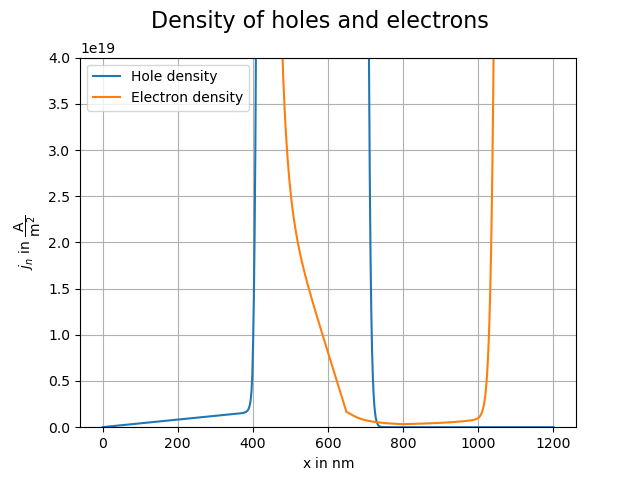 Density of holes and electrons
1e19
Hole density
Electron density
4.0
3.5
3.0
2.5
2.0
1.5
1.0
0.5
0.0
j_n in A/m²
0 200 400 600 800 1000 1200
x in nm